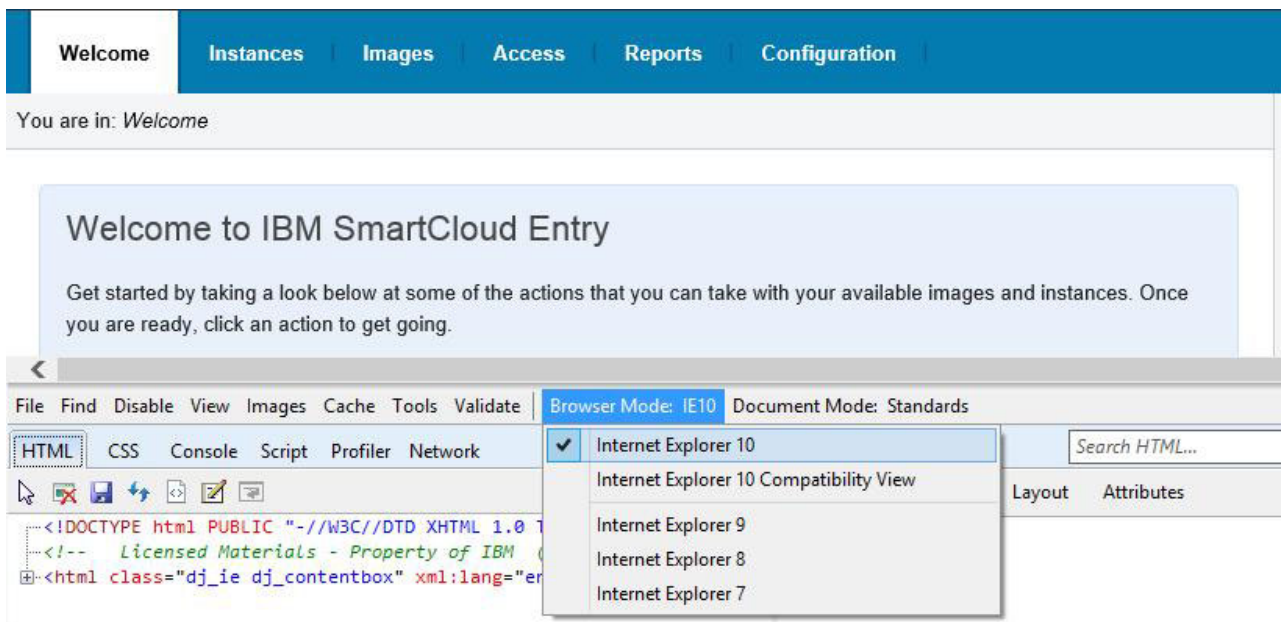 Welcome Instances Images Access Reports Configuration
You are in: Welcome
Welcome to IBM SmartCloud Entry
Get started by taking a look below at some of the actions that you can take with your available images and instances. Once
you are ready, click an action to get going.
File Find Disable View Images Cache Tools Validate Browser Mode: IE10 Document Mode: Standards
HTML CSS Console Script Profiler Network
Internet Explorer 10
Search HTML...
Internet Explorer 10 Compatibility View
Layout Attributes
<!DOCTYPE html PUBLIC "-//W3C//DTD XHTML 1.0
Internet Explorer 9
<!-- Licensed Materials - Property of IBM
Internet Explorer 8
<html class="dj_ie dj_contentbox" xml:lang="en
Internet Explorer 7